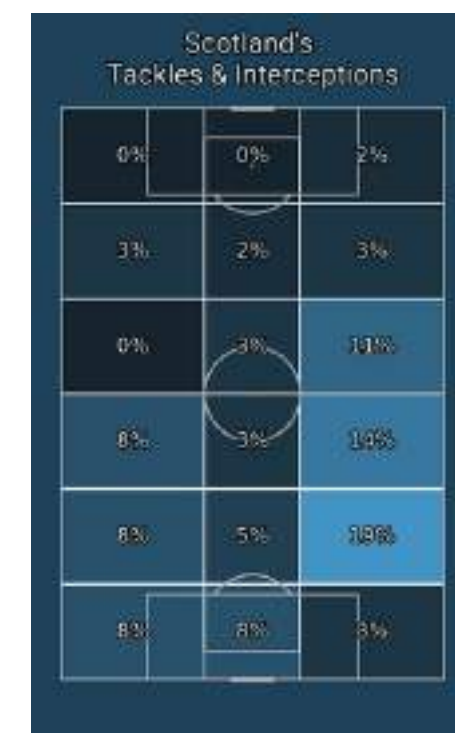 Scotland's
Tackles & Interceptions
0% 0% 2%
3% 2% 3%
0% 3% 11%
8% 3% 14%
8% 5% 19%
8% 8% 3%